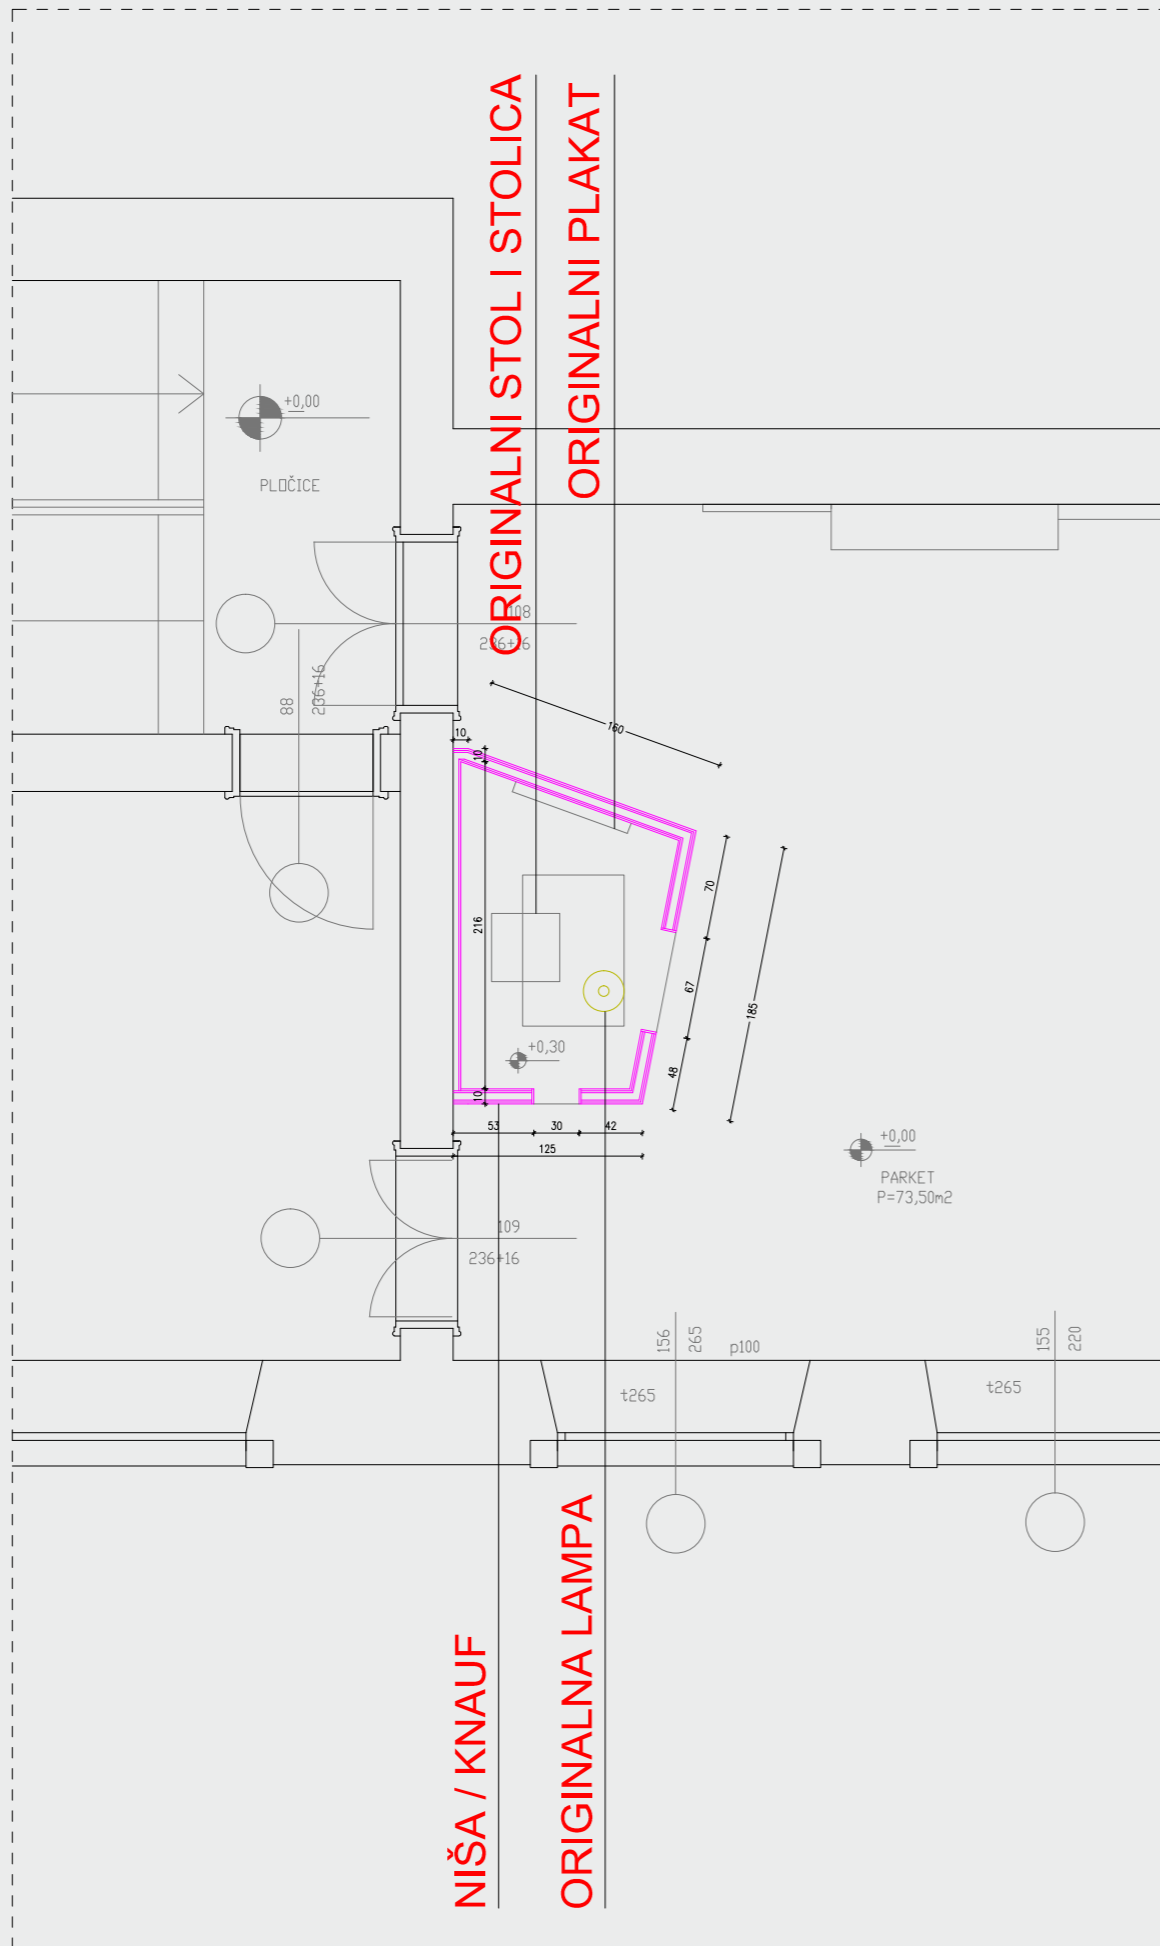 ORIGINALNI STOL I STOLICA
ORIGINALNI PLAKAT
+0,00
PLOČICE
108
236+16
88
236+16
160
10
10
216
70
67
185
48
+0,30
10
53
30
42
125
+0,00
PARKET
P=73,50m2
109
236+16
156
265
p100
155
220
t265
t265
NIŠA / KNAUF
ORIGINALNA LAMPA